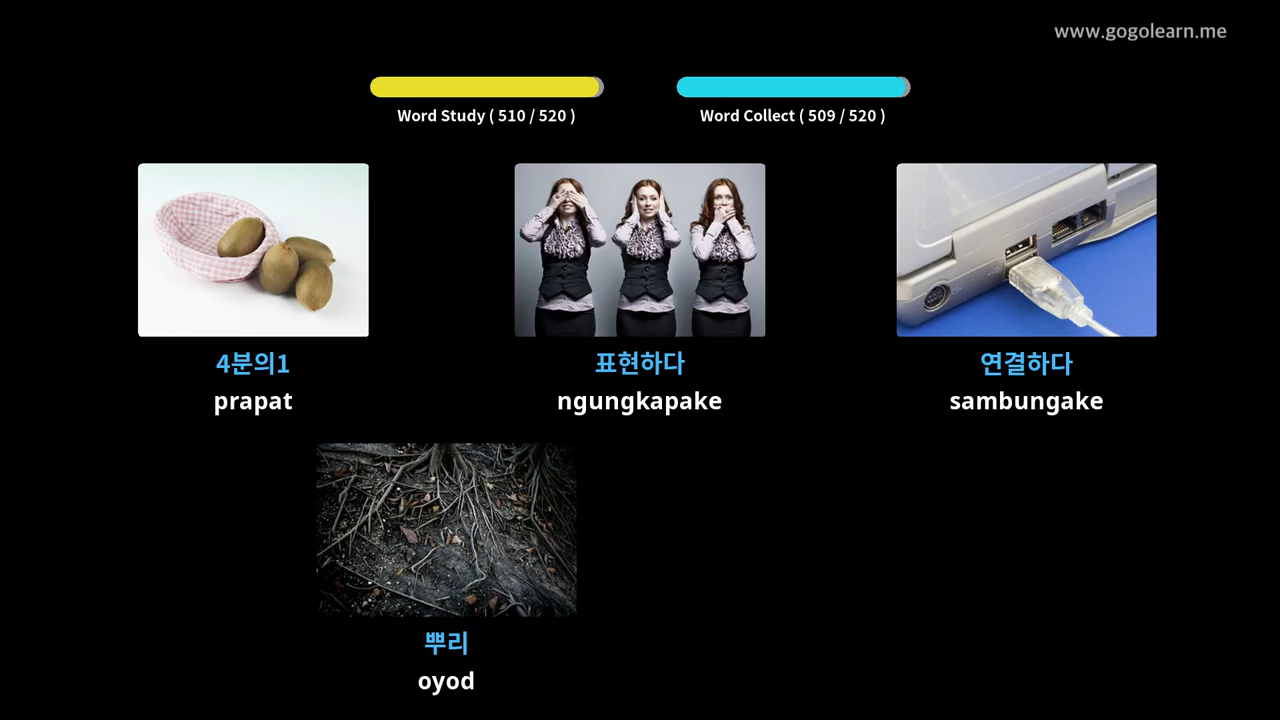 www.gogolearn.me
Word Study ( 510 / 520 )
Word Collect ( 509 / 520 )
4분의1
prapat
표현하다
ngungkapake
연결하다
sambungake
뿌리
oyod